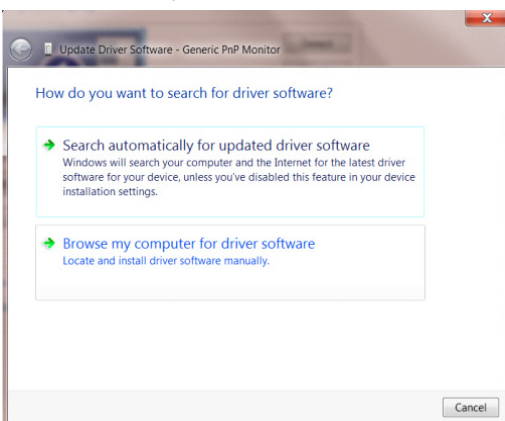 Update Driver Software - Generic PnP Monitor
How do you want to search for driver software?
Search automatically for updated driver software
Windows will search your computer and the Internet for the latest driver
software for your device, unless you've disabled this feature in your device
installation settings.
Browse my computer for driver software
Locate and install driver software manually.
Cancel